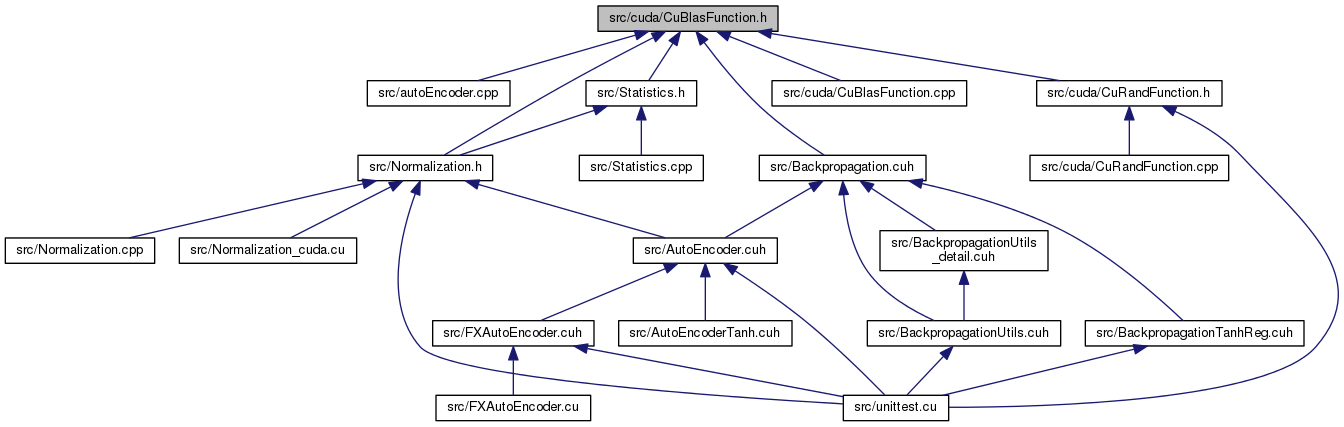 src/cuda/CuBlasFunction.h
src/autoEncoder.cpp
src/Statistics.h
src/cuda/CuBlasFunction.cpp
src/cuda/CuRandFunction.h
src/Normalization.h
src/Statistics.cpp
src/Backpropagation.cuh
src/cuda/CuRandFunction.cpp
src/Normalization.cpp
src/Normalization_cuda.cu
src/AutoEncoder.cuh
src/BackpropagationUtils
_detail.cuh
src/FXAutoEncoder.cuh
src/AutoEncoderTanh.cuh
src/BackpropagationUtils.cuh
src/BackpropagationTanhReg.cuh
src/FXAutoEncoder.cu
src/unittest.cu